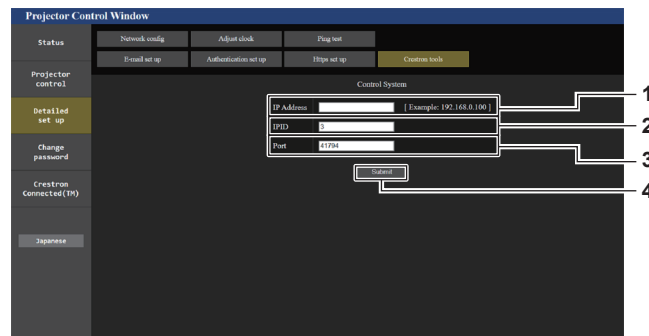 Projector Control Window
Status
Network config Adjust clock Ping test
E-mail set up Authentication set up Https set up Crestron tools
Projector
control
Control System
IP Address [ Example: 192.168.0.100 ] 1
Detailed
set up
IPID 3 2
Port 41794 3
Change
password
Submit 4
Crestron
Connected(TM)
Japanese